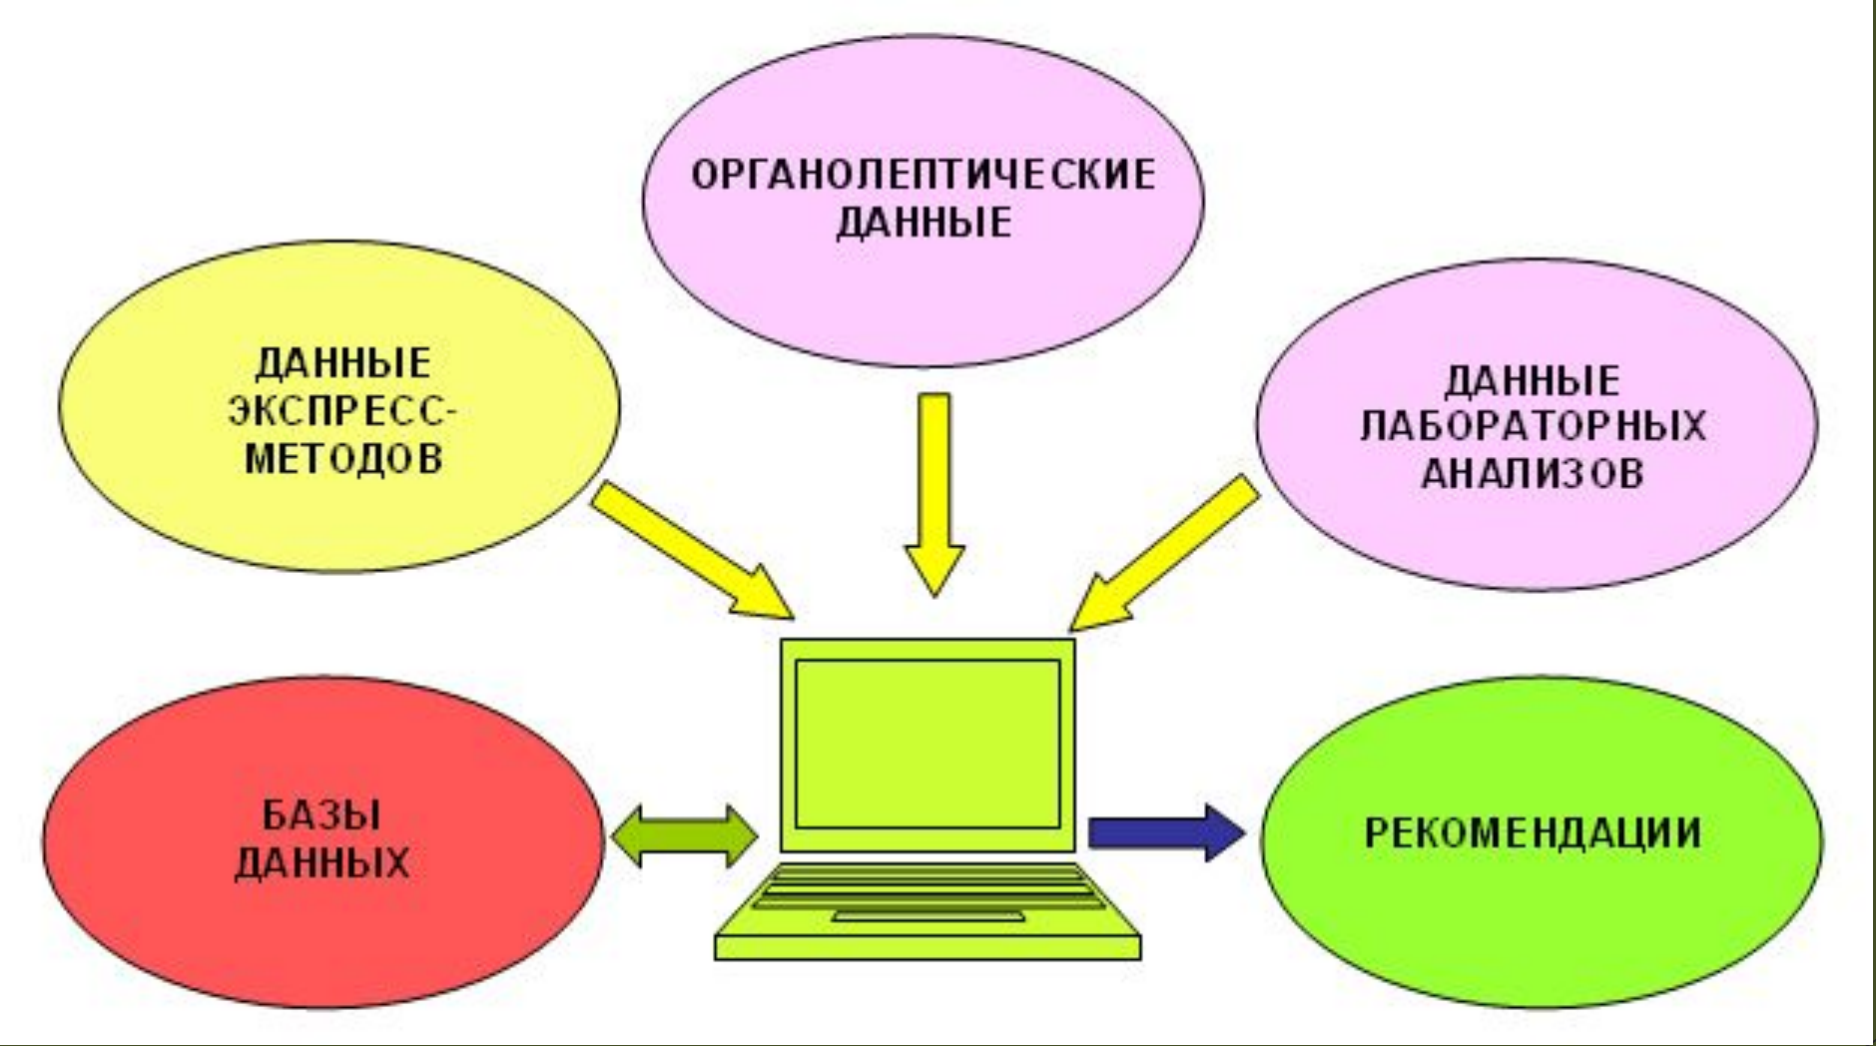 ОРГАНОЛЕПТИЧЕСКИЕ
ДАННЫЕ
ДАННЫЕ
ЭКСПРЕСС-
МЕТОДОВ
ДАННЫЕ
ЛАБОРАТОРНЫХ
АНАЛИЗОВ
БАЗЫ
ДАННЫХ
РЕКОМЕНДАЦИИ